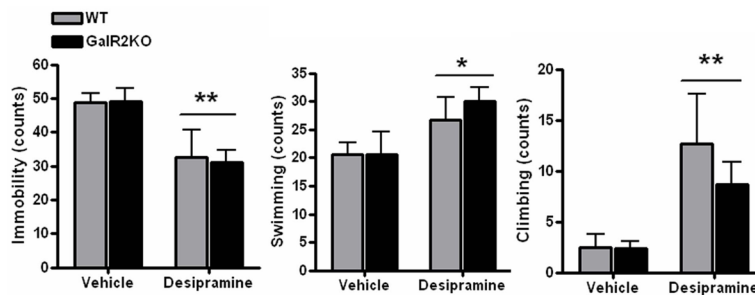 WT
GalR2KO
Immobility (counts)
60
50
40
30
20
10
0
**
Vehicle Desipramine
Swimming (counts)
35
30
25
20
15
10
5
0
*
Vehicle Desipramine
Climbing (counts)
20
15
10
5
0
**
Vehicle Desipramine